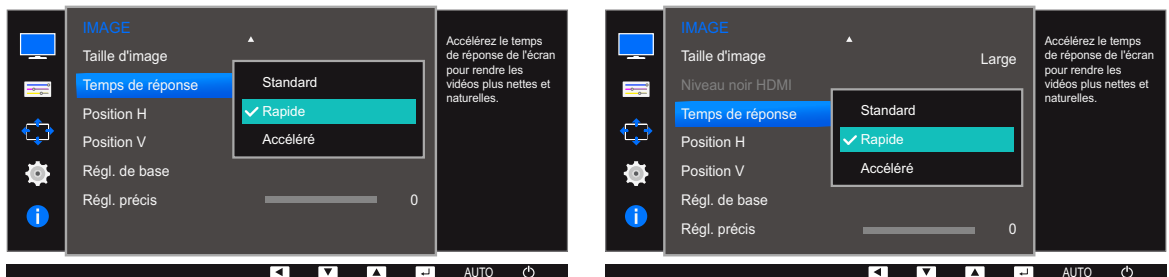 IMAGE
Taille d'image
Temps de réponse
Position H
Position V
Régl. de base
Régl. précis
0
Standard
Rapide
Accéléré
Accélérez le temps
de réponse de l'écran
pour rendre les
vidéos plus nettes et
naturelles.
AUTO
IMAGE
Taille d'image
Large
Niveau noir HDMI
Temps de réponse
Position H
Position V
Régl. de base
Régl. précis
0
Standard
Rapide
Accéléré
Accélérez le temps
de réponse de l'écran
pour rendre les
vidéos plus nettes et
naturelles.
AUTO